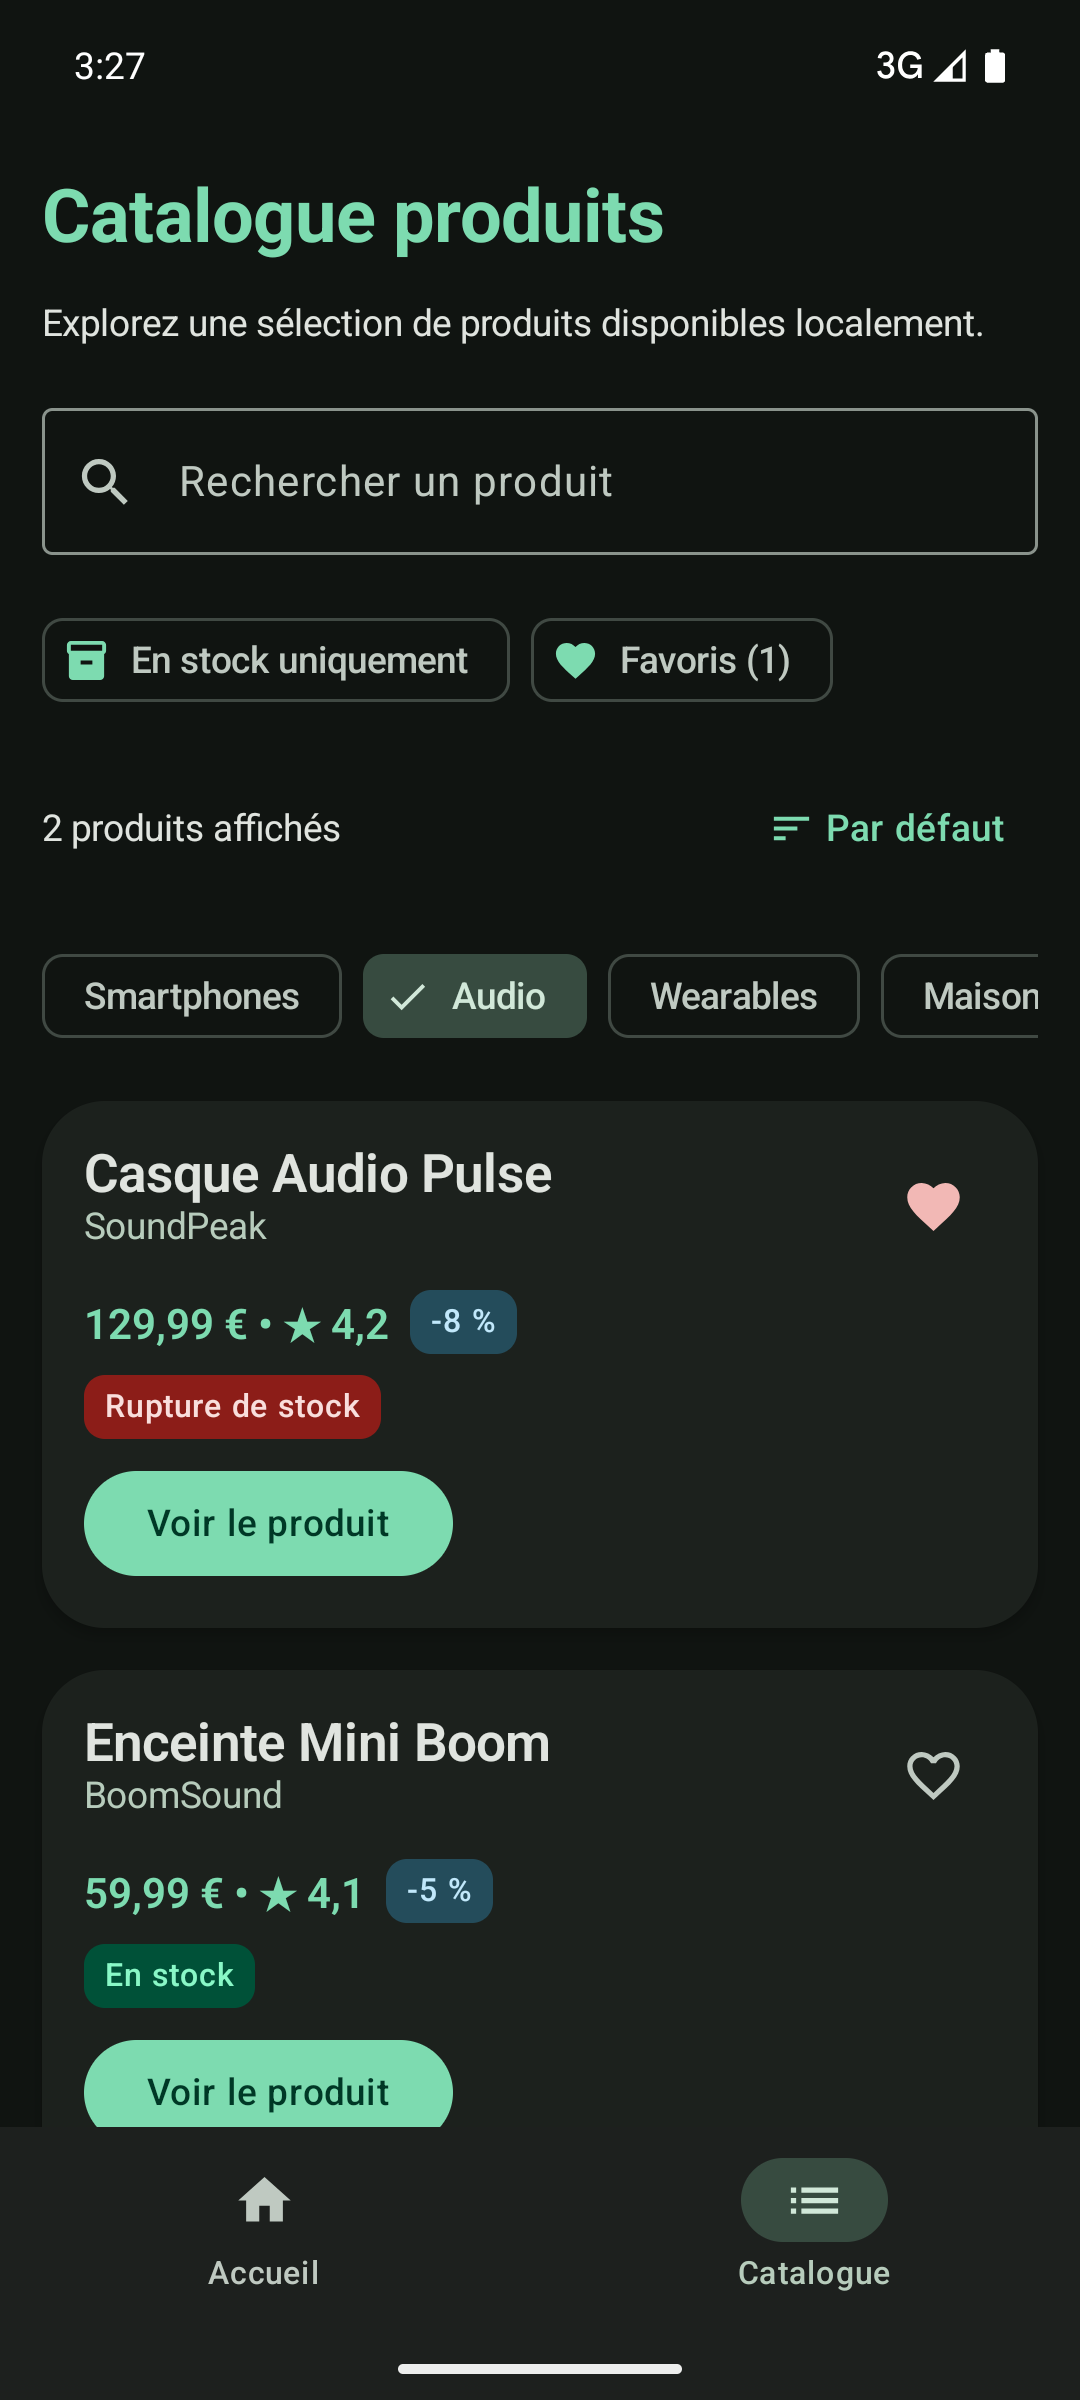 3:27
3G
Catalogue produits
Explorez une sélection de produits disponibles localement.
Rechercher un produit
En stock uniquement
Favoris (1)
2 produits affichés
Par défaut
Smartphones
Audio
Wearables
Maison
Casque Audio Pulse
SoundPeak
129,99 € • ★ 4,2
-8 %
Rupture de stock
Voir le produit
Enceinte Mini Boom
BoomSound
59,99 € • ★ 4,1
-5 %
En stock
Voir le produit
Accueil
Catalogue